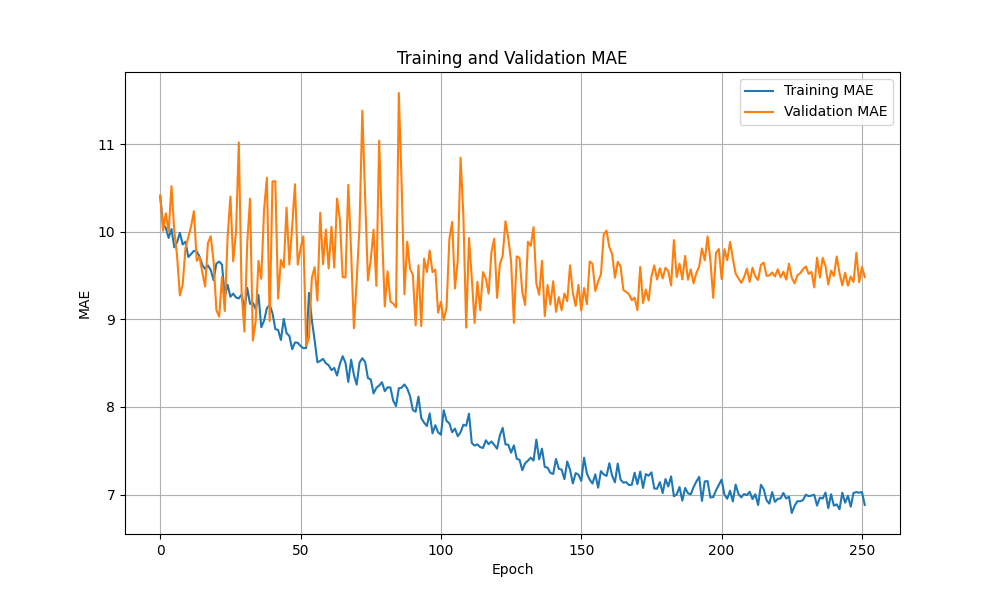 Training and Validation MAE
Training MAE
Validation MAE
MAE
11
10
9
8
7
0 50 100 150 200 250
Epoch